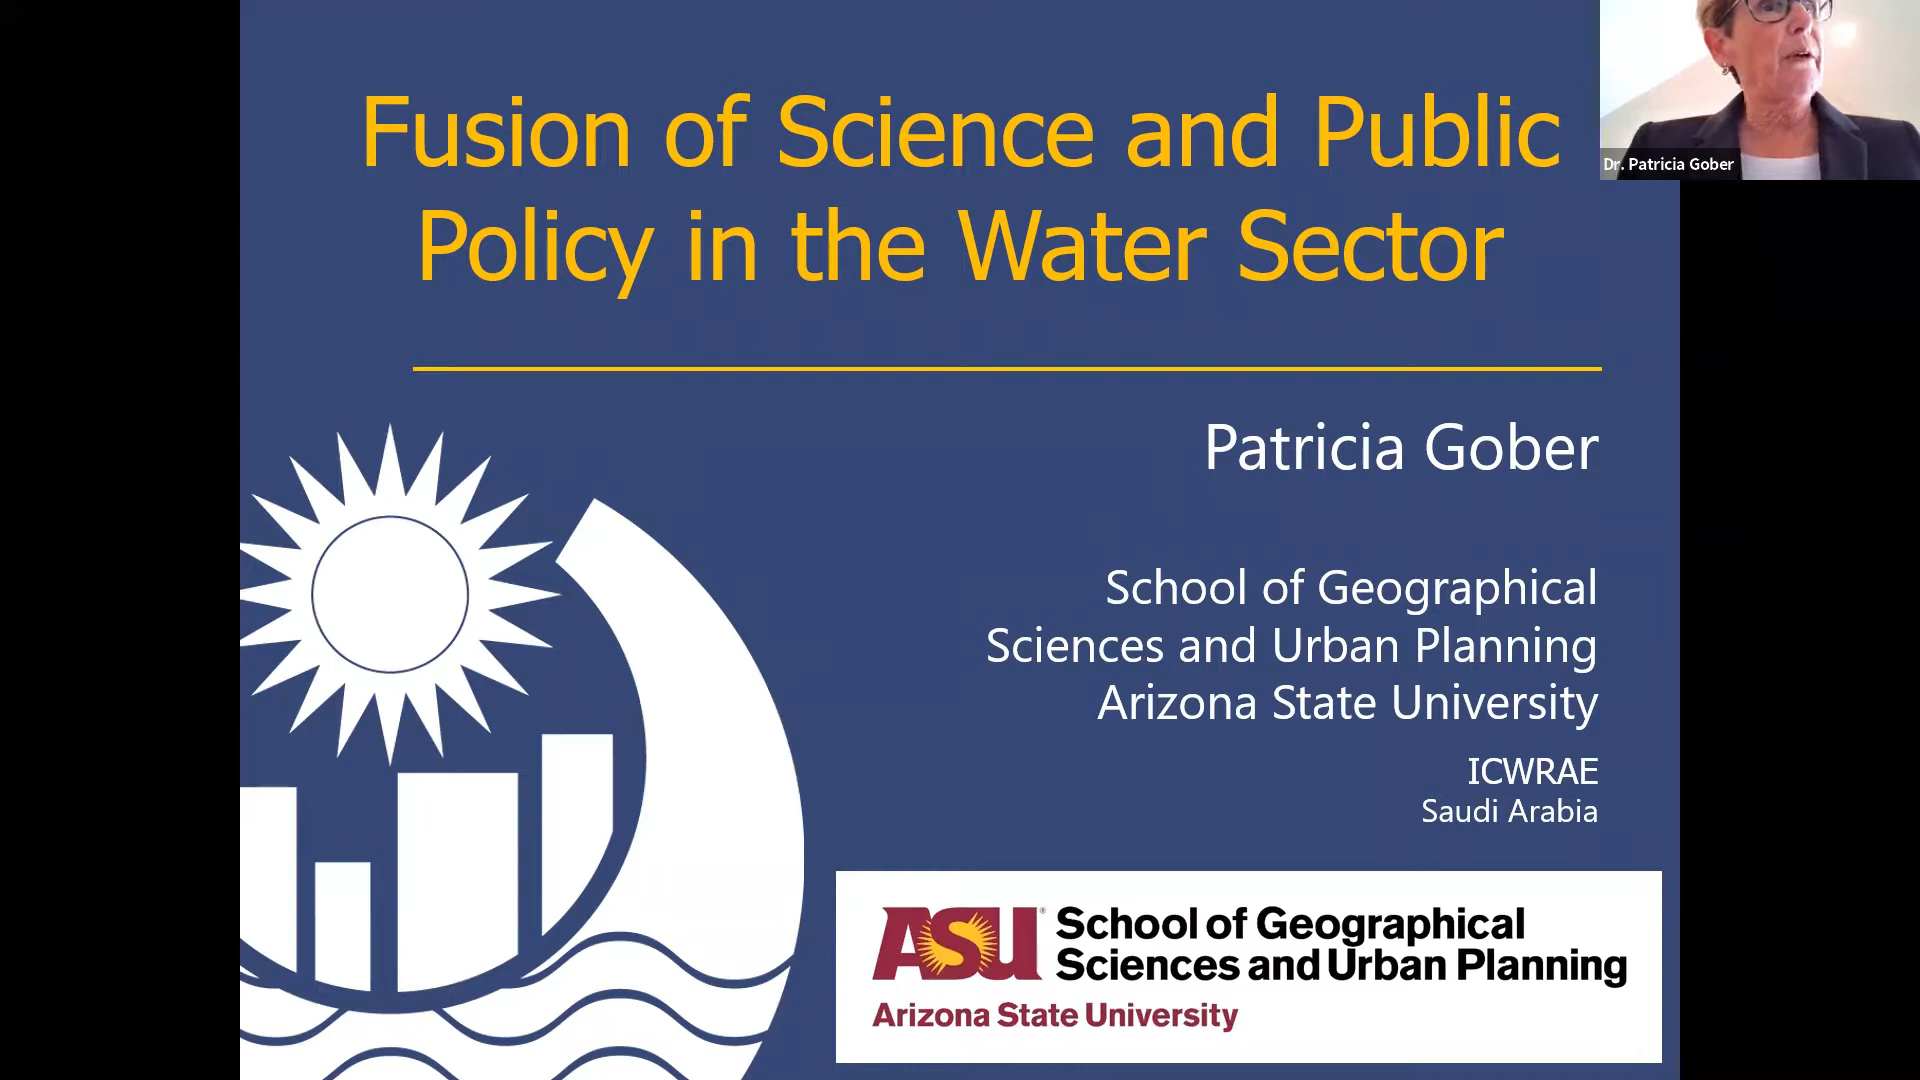 Fusion of Science and Public
Policy in the Water Sector
Dr. Patricia Gober
Patricia Gober
School of Geographical
Sciences and Urban Planning
Arizona State University
ICWRAE
Saudi Arabia
ASU® School of Geographical
Sciences and Urban Planning
Arizona State University